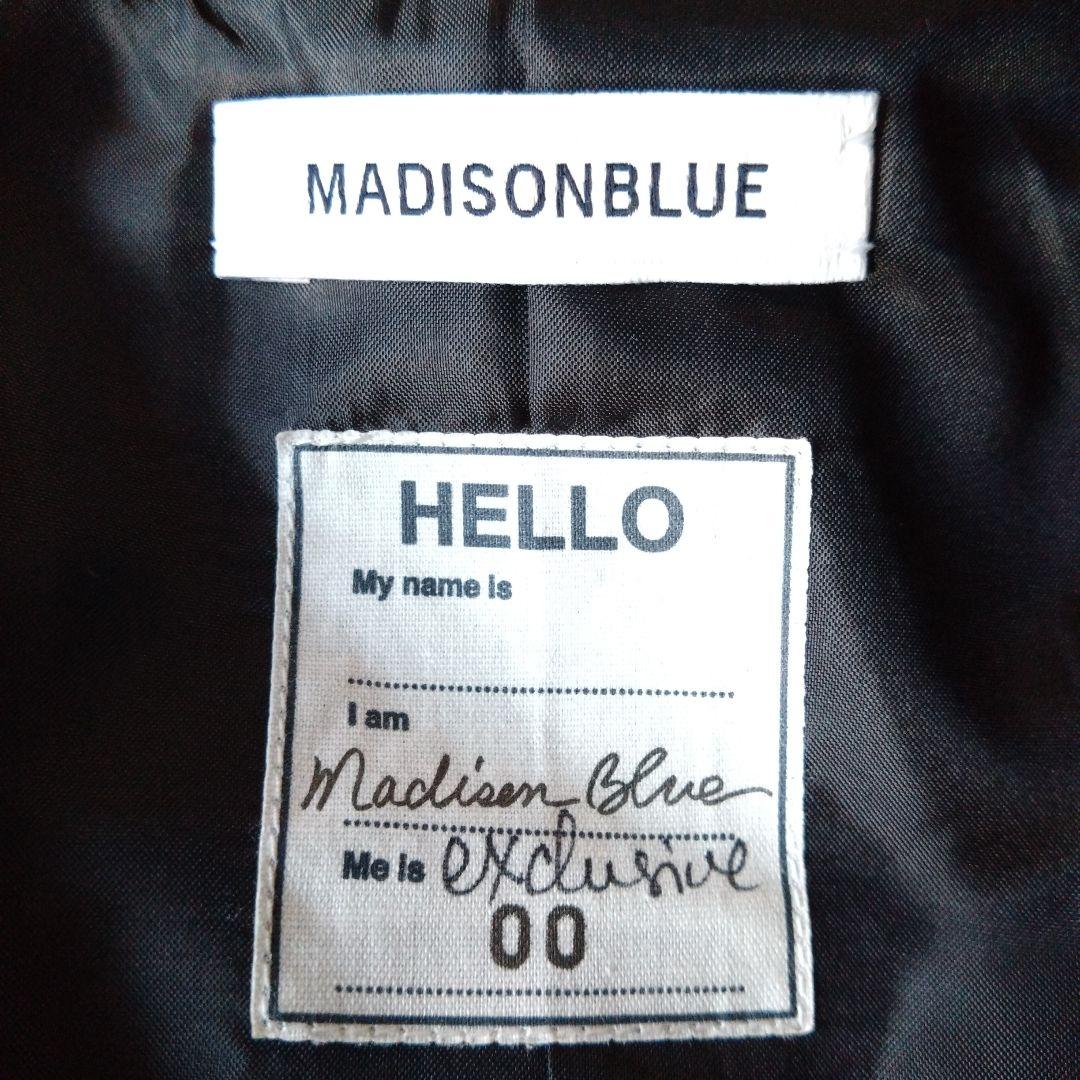 MADISONBLUE
HELLO
My name is
I am
Madison Blue
Me is exclusive
00